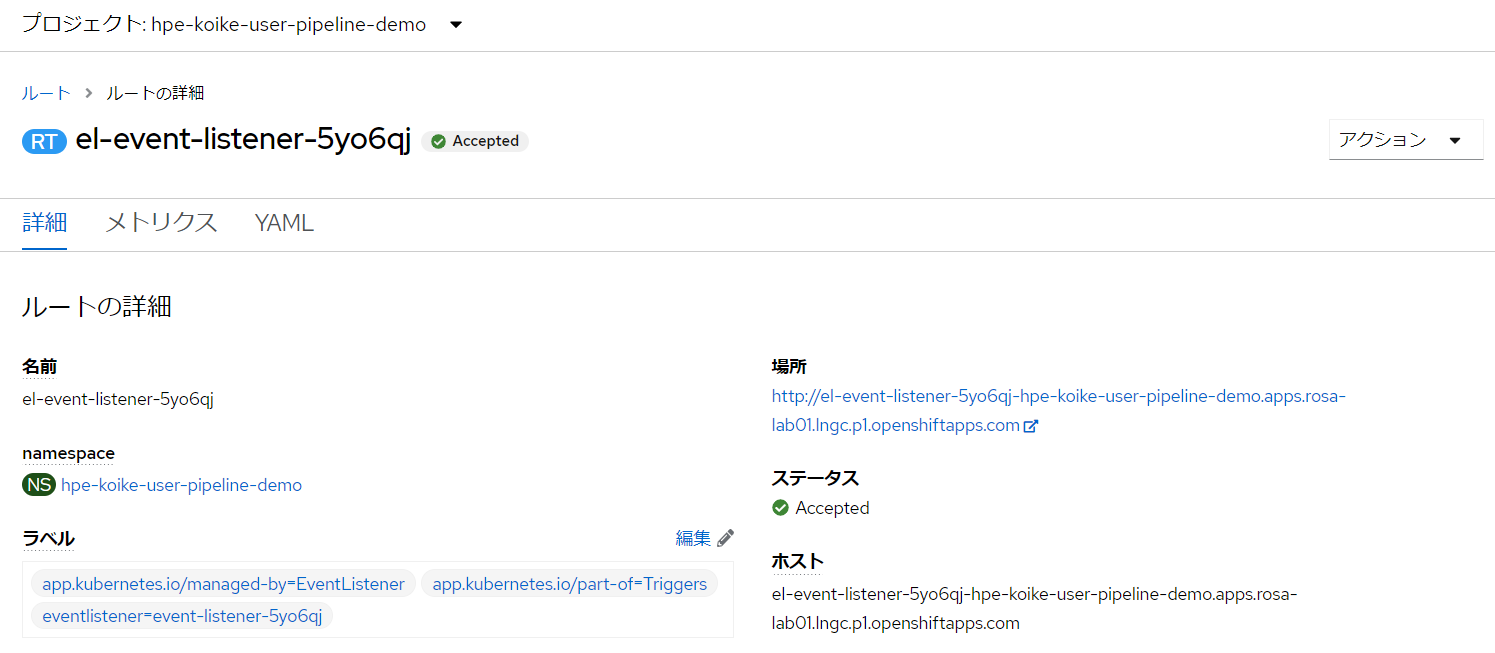 プロジェクト: hpe-koike-user-pipeline-demo
ルート > ルートの詳細
RT el-event-listener-5yo6qj Accepted
アクション
詳細 メトリクス YAML
ルートの詳細
名前
el-event-listener-5yo6qj
namespace
NS hpe-koike-user-pipeline-demo
ラベル 編集
app.kubernetes.io/managed-by=EventListener app.kubernetes.io/part-of=Triggers
eventlistener=event-listener-5yo6qj
場所
http://el-event-listener-5yo6qj-hpe-koike-user-pipeline-demo.apps.rosa-
lab01.lngc.p1.openshiftapps.com
ステータス
Accepted
ホスト
el-event-listener-5yo6qj-hpe-koike-user-pipeline-demo.apps.rosa-
lab01.lngc.p1.openshiftapps.com